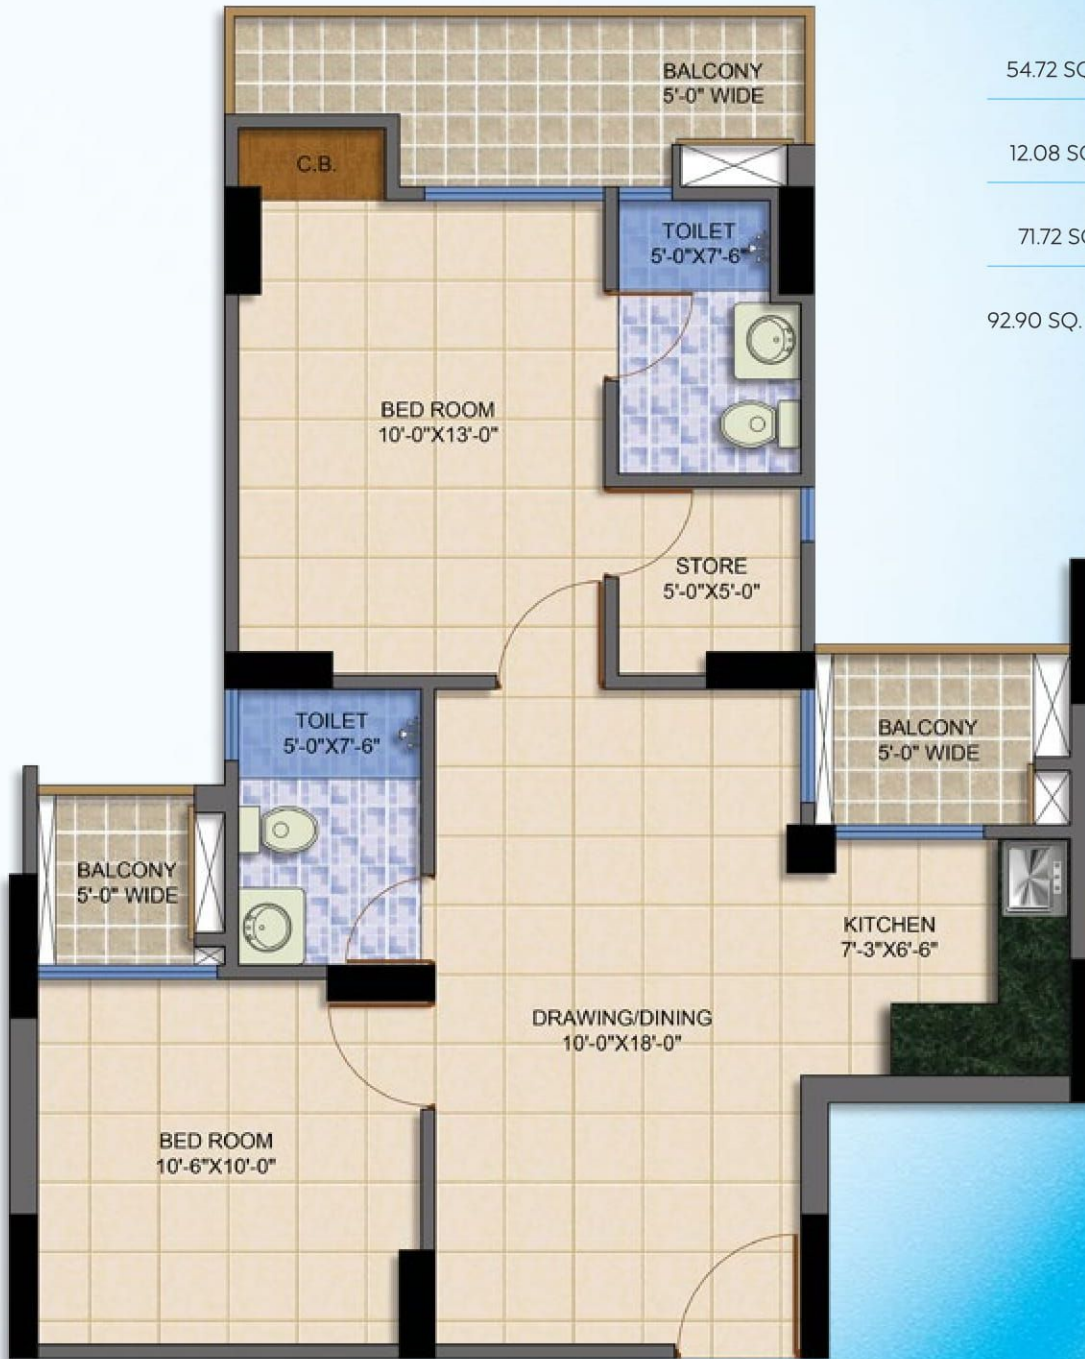 BALCONY
5'-0" WIDE
54.72 SQ
12.08 SQ
71.72 SQ
92.90 SQ.
C.B.
TOILET
5'-0"X7'-6"
BED ROOM
10'-0"X13'-0"
STORE
5'-0"X5'-0"
TOILET
5'-0"X7'-6"
BALCONY
5'-0" WIDE
BALCONY
5'-0" WIDE
KITCHEN
7'-3"X6'-6"
DRAWING/DINING
10'-0"X18'-0"
BED ROOM
10'-6"X10'-0"